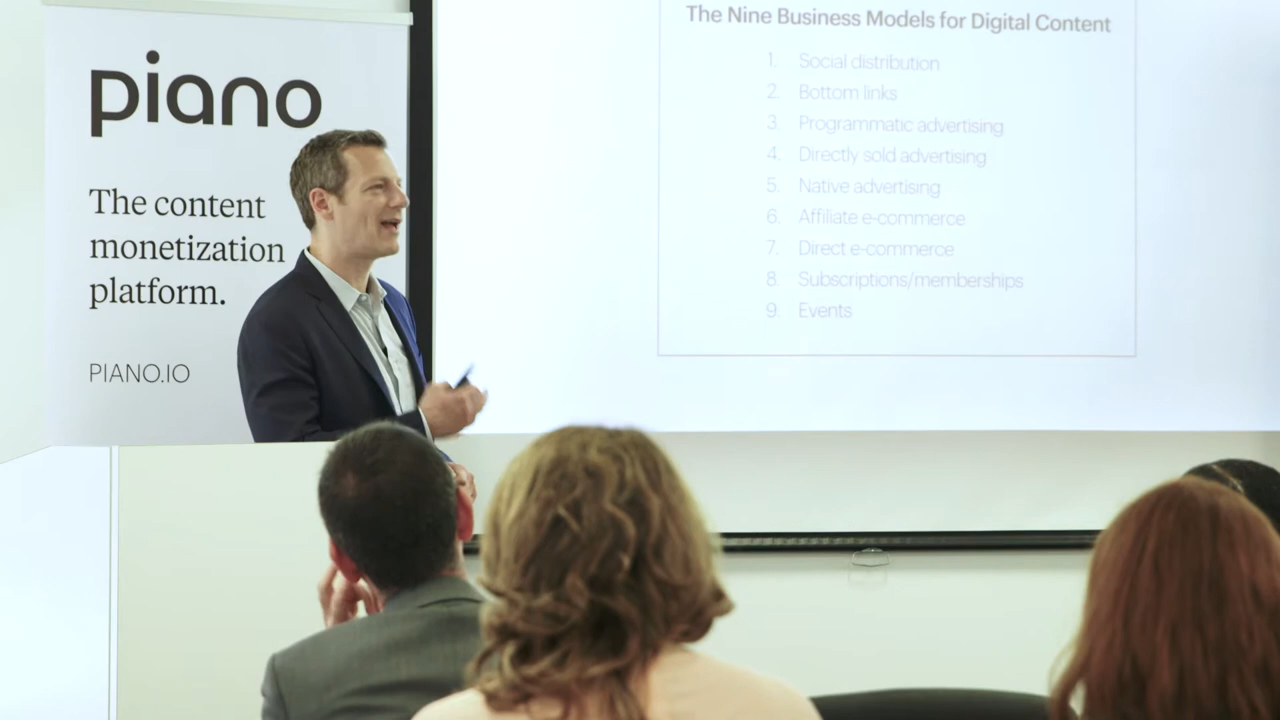 piano
The content
monetization
platform.
PIANO.IO
The Nine Business Models for Digital Content
1. Social distribution
2. Bottom links
3. Programmatic advertising
4. Directly sold advertising
5. Native advertising
6. Affiliate e-commerce
7. Direct e-commerce
8. Subscriptions/memberships
9. Events